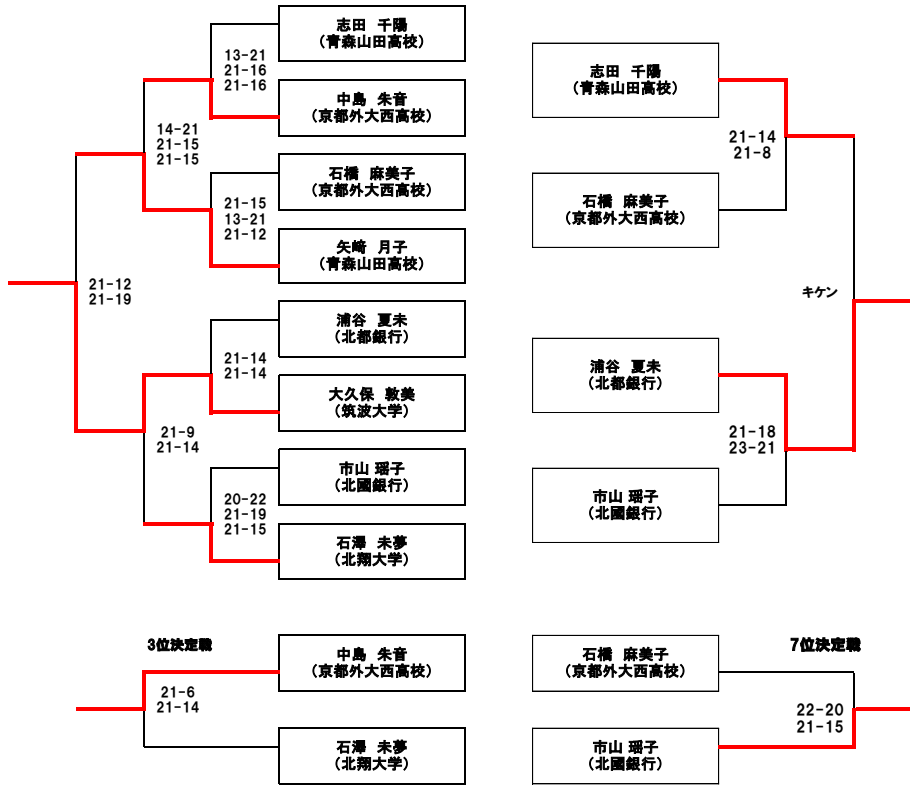 志田　千陽
（青森山田高校）
13-21
21-16
21-16
中島　朱音
（京都外大西高校）
14-21
21-15
21-15
石橋　麻美子
（京都外大西高校）
21-15
13-21
21-12
矢﨑　月子
（青森山田高校）
21-12
21-19
浦谷　夏未
（北都銀行）
21-14
21-14
大久保　敦美
（筑波大学）
21-9
21-14
市山 瑶子
（北國銀行）
20-22
21-19
21-15
石澤　未夢
（北翔大学）
志田　千陽
（青森山田高校）
21-14
21-8
石橋　麻美子
（京都外大西高校）
キケン
浦谷　夏未
（北都銀行）
21-18
23-21
市山 瑶子
（北國銀行）
3位決定戦
中島　朱音
（京都外大西高校）
21-6
21-14
石澤　未夢
（北翔大学）
7位決定戦
石橋　麻美子
（京都外大西高校）
22-20
21-15
市山 瑶子
（北國銀行）